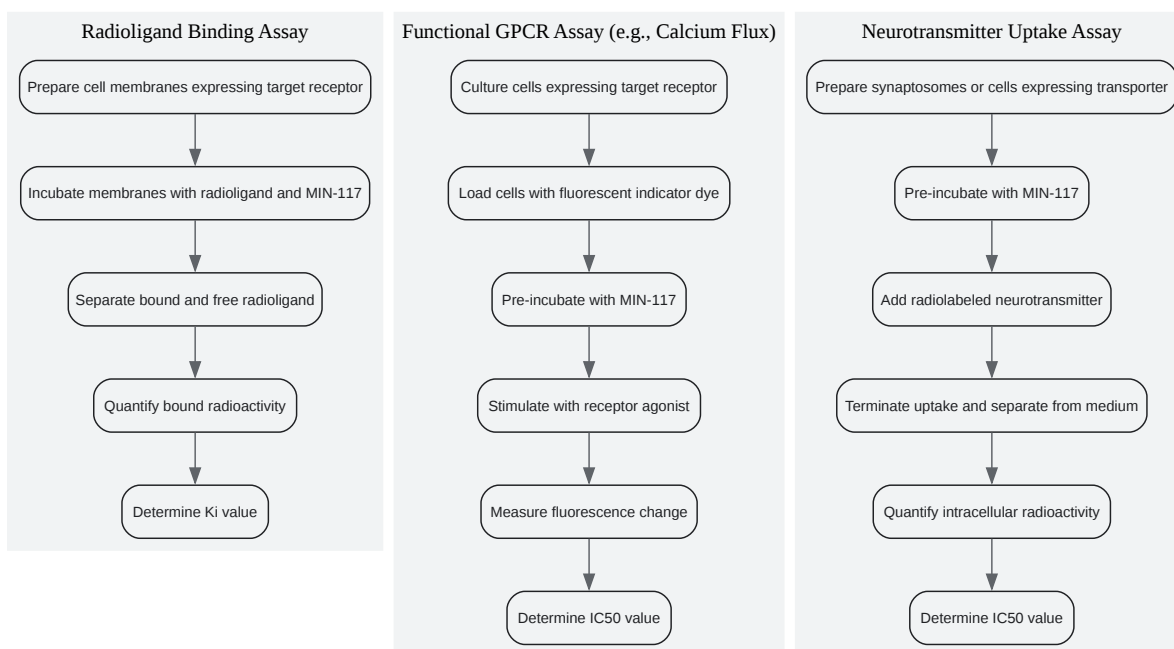 Radioligand Binding Assay
Prepare cell membranes expressing target receptor
Incubate membranes with radioligand and MIN-117
Separate bound and free radioligand
Quantify bound radioactivity
Determine Ki value
Functional GPCR Assay (e.g., Calcium Flux)
Culture cells expressing target receptor
Load cells with fluorescent indicator dye
Pre-incubate with MIN-117
Stimulate with receptor agonist
Measure fluorescence change
Determine IC50 value
Neurotransmitter Uptake Assay
Prepare synaptosomes or cells expressing transporter
Pre-incubate with MIN-117
Add radiolabeled neurotransmitter
Terminate uptake and separate from medium
Quantify intracellular radioactivity
Determine IC50 value